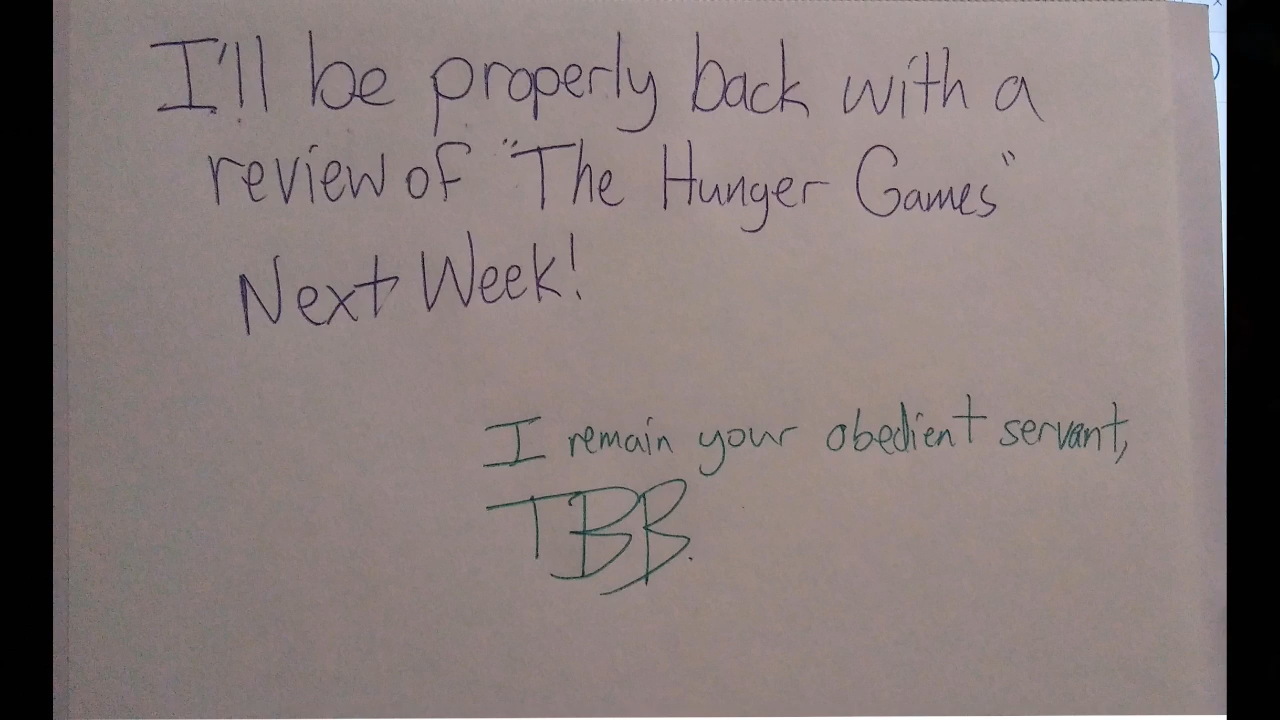 I'll be properly back with a
review of "The Hunger Games"
Next Week!
I remain your obedient servant,
TBB.